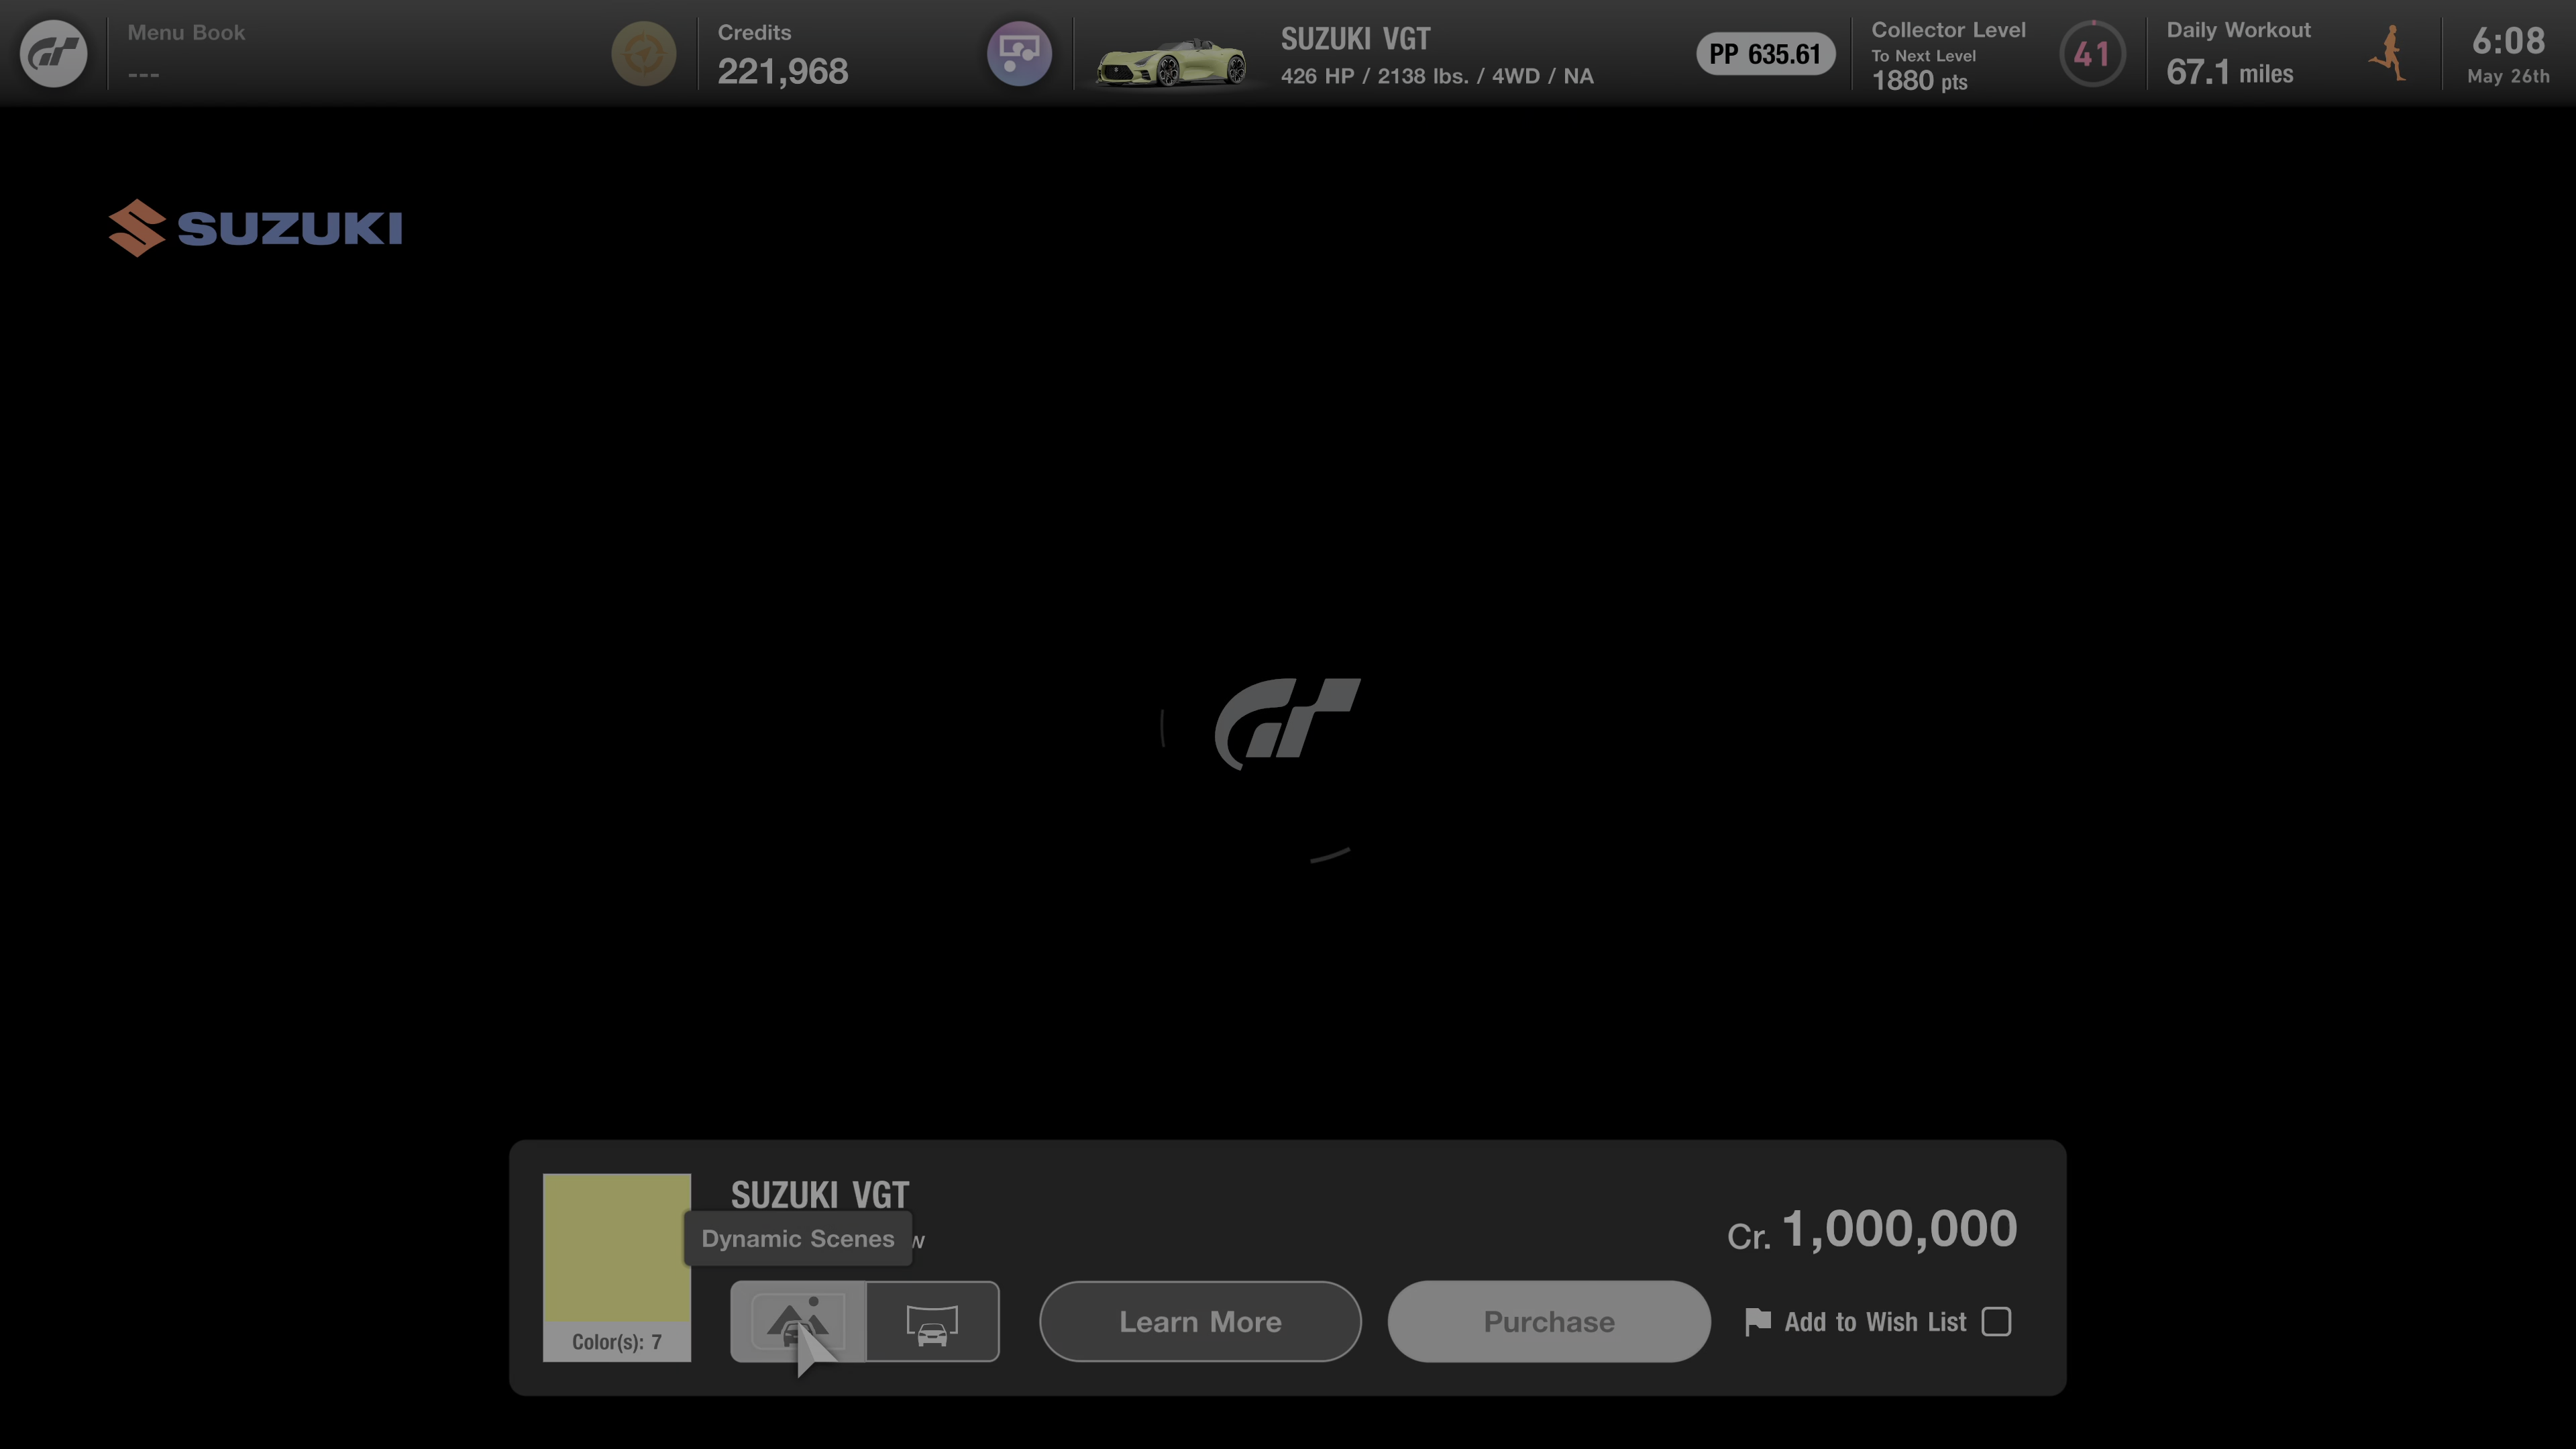 Menu Book
---
Credits
221,968
SUZUKI VGT
426 HP / 2138 lbs. / 4WD / NA
PP 635.61
Collector Level
To Next Level
1880 pts
41
Daily Workout
67.1 miles
6:08
May 26th
SUZUKI
SUZUKI VGT
Dynamic Scenes
Color(s): 7
Learn More
Purchase
Cr. 1,000,000
Add to Wish List